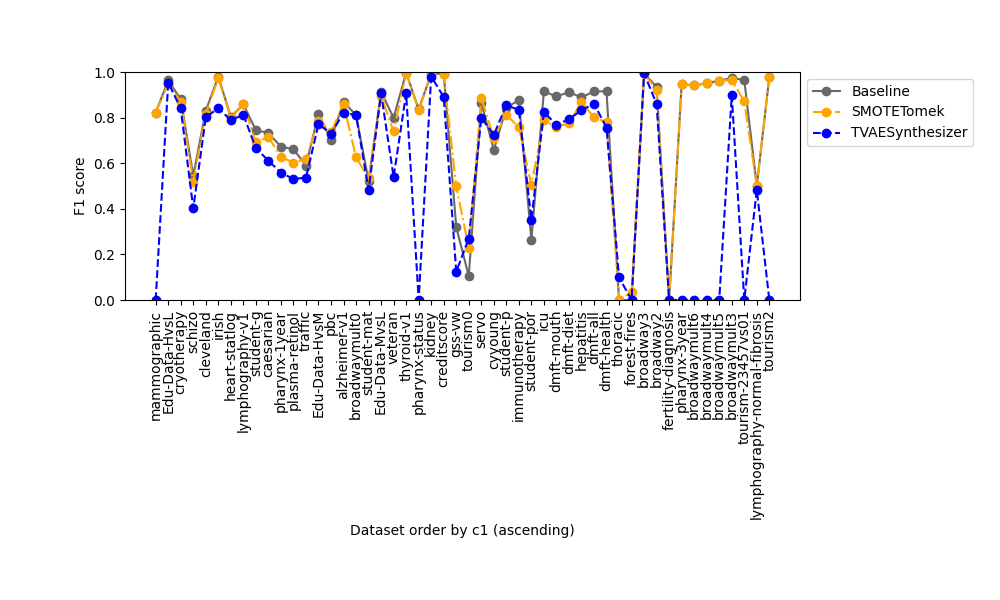 1.0
0.8
0.6
0.4
0.2
0.0
F1 score
Baseline
SMOTETomek
TVAESynthesizer
mammographic
Edu-Data-HvsL
cryotherapy
schizo
cleveland
irish
heart-statlog
lymphography-v1
student-g
caesarian
pharynx-1year
plasma-retinol
traffic
Edu-Data-HvsM
pbc
alzheimer-v1
broadwaymult0
student-mat
Edu-Data-MvsL
veteran
thyroid-v1
pharynx-status
kidney
creditscore
gss-vw
tourism0
servo
cyyoung
student-p
immunotherapy
student-por
icu
dmft-mouth
dmft-diet
hepatitis
dmft-all
dmft-health
thoracic
forest-fires
broadway3
broadway2
fertility-diagnosis
pharynx-3year
broadwaymult6
broadwaymult4
broadwaymult5
broadwaymult3
tourism-23457vs01
lymphography-normal-fibrosis
tourism2
Dataset order by c1 (ascending)